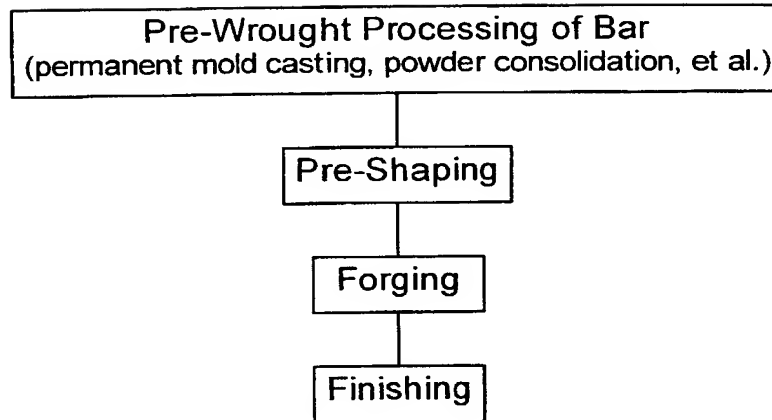 Pre-Wrought Processing of Bar
(permanent mold casting, powder consolidation, et al.)
Pre-Shaping
Forging
Finishing